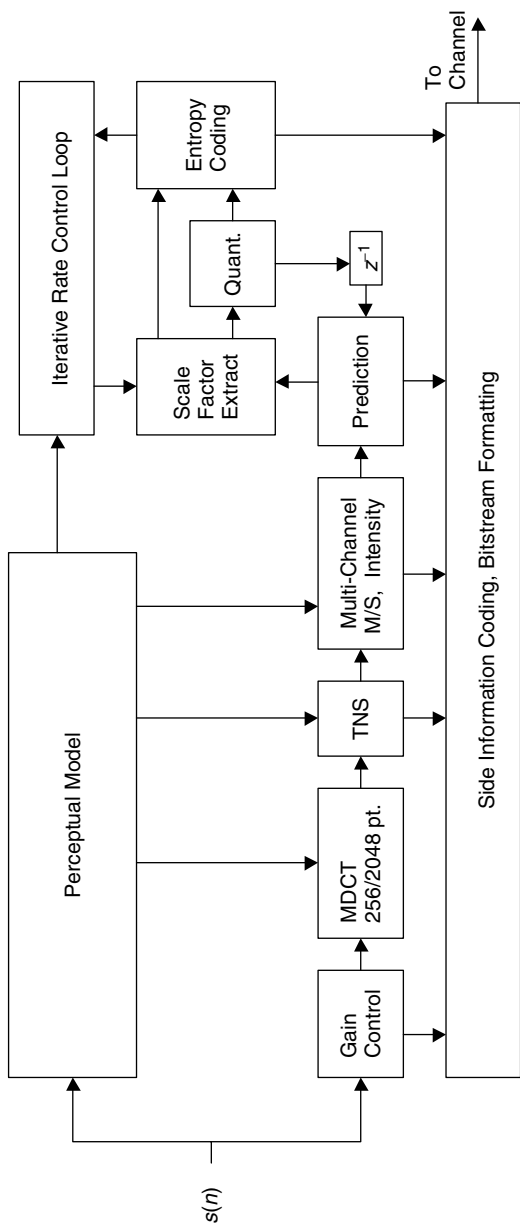 s(n)
Perceptual Model
Iterative Rate Control Loop
Gain
Control
MDCT
256/2048 pt.
TNS
Multi-Channel
M/S, Intensity
Prediction
Scale
Factor
Extract
Quant.
z⁻¹
Entropy
Coding
Side Information Coding, Bitstream Formatting
To
Channel